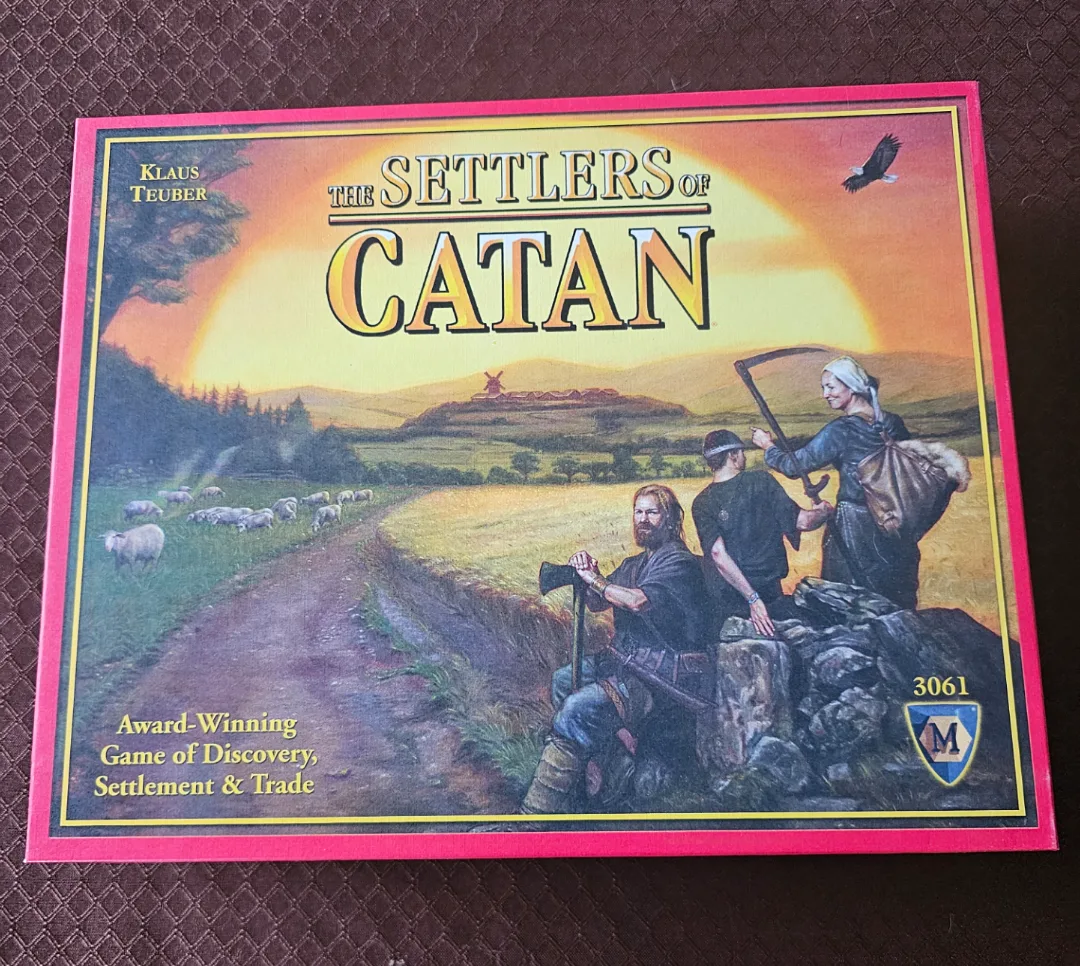 KLAUS
TEUBER
THE SETTLERS OF
CATAN
Award-Winning
Game of Discovery,
Settlement & Trade
3061
M